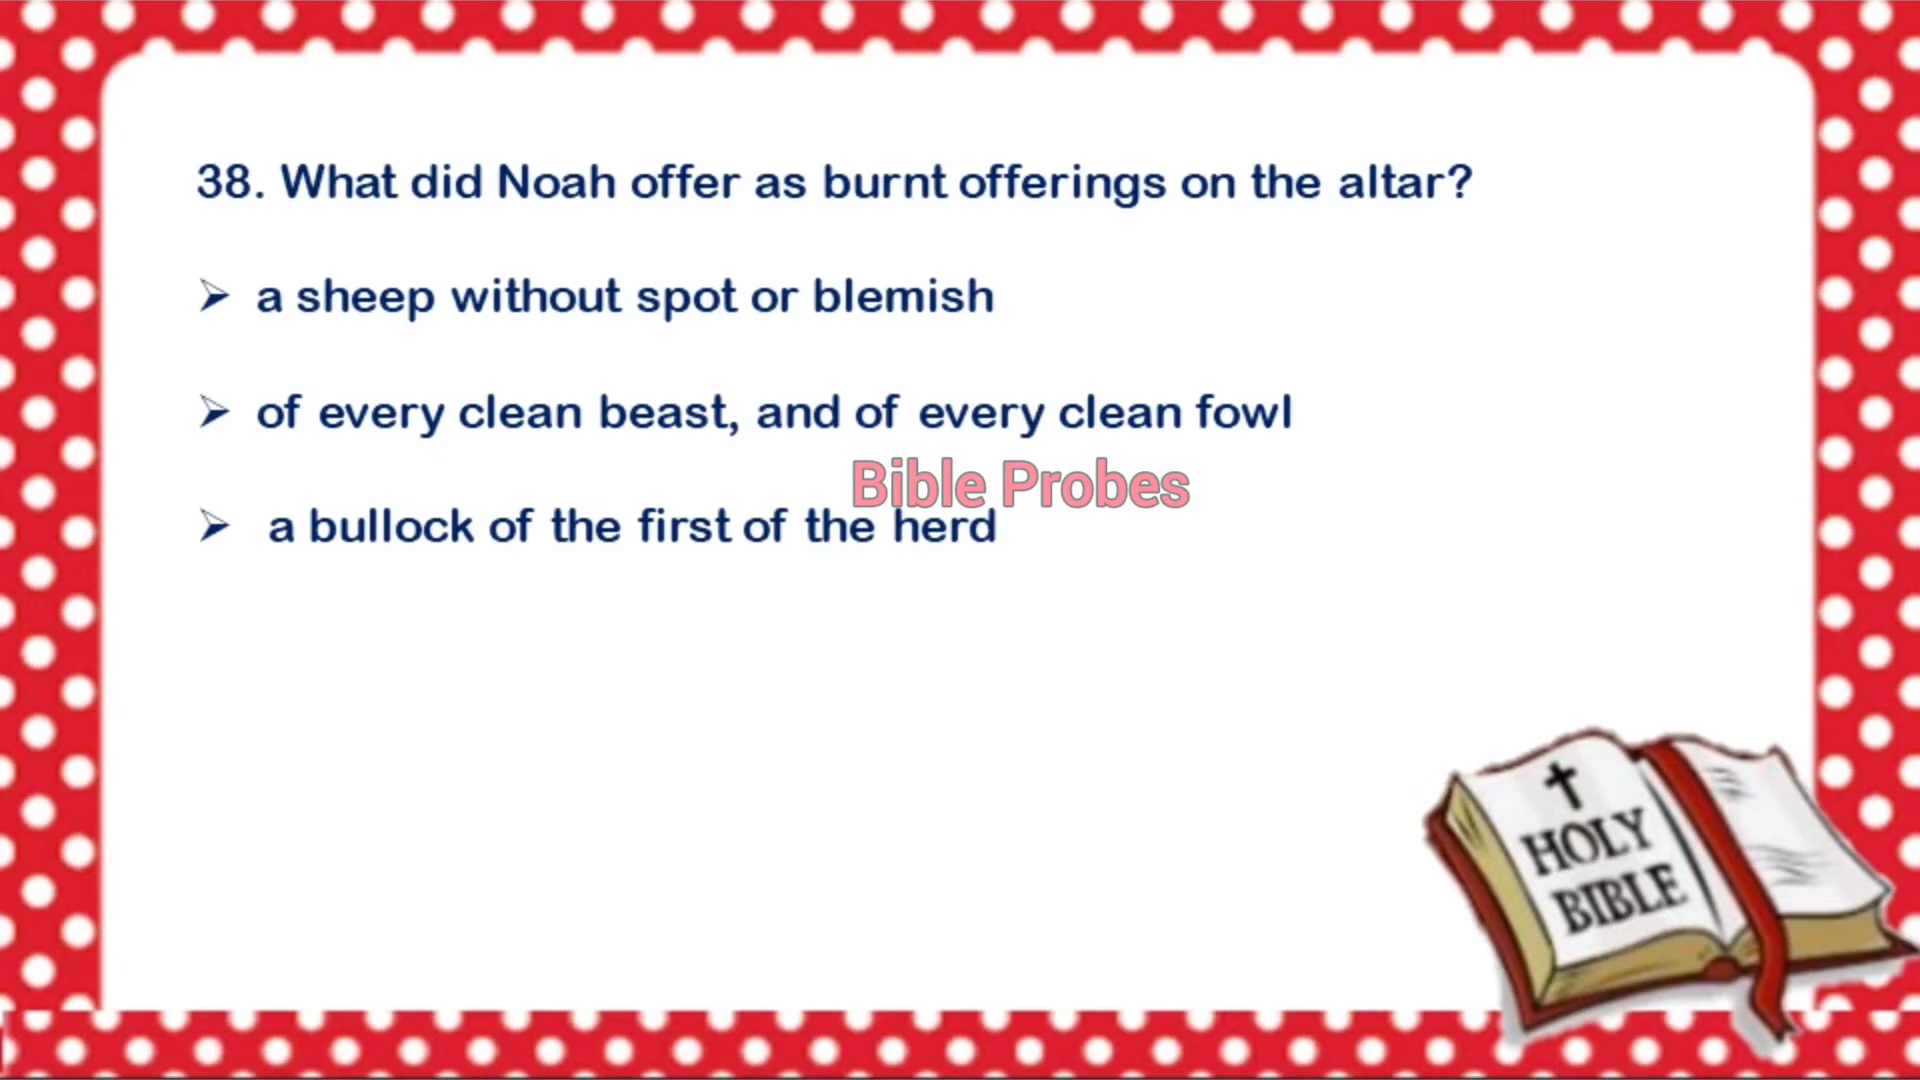 38. What did Noah offer as burnt offerings on the altar?
➢ a sheep without spot or blemish
➢ of every clean beast, and of every clean fowl
Bible Probes
➢ a bullock of the first of the herd
HOLY
BIBLE